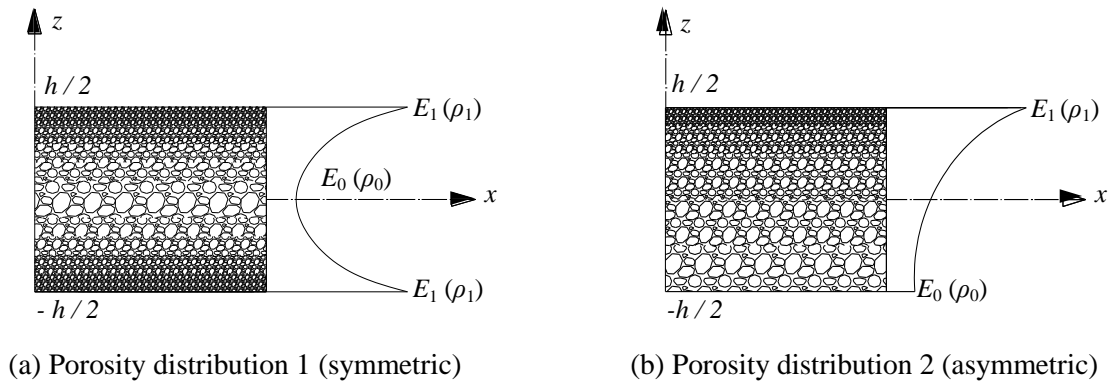 z
h / 2
E₁ (ρ₁)
E₀ (ρ₀)
x
E₁ (ρ₁)
- h / 2
(a) Porosity distribution 1 (symmetric)
z
h / 2
E₁ (ρ₁)
x
E₀ (ρ₀)
-h / 2
(b) Porosity distribution 2 (asymmetric)